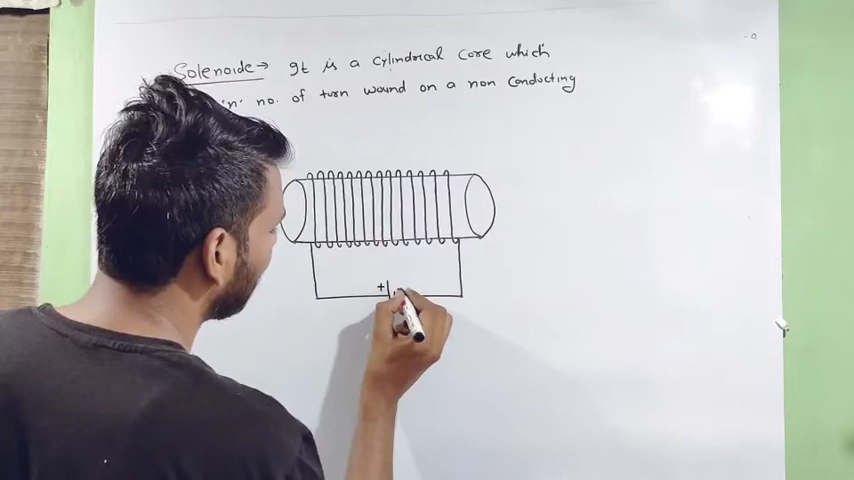 Solenoide→ It is a cylindrical core which
'n' no. of turn wound on a non conducting
+